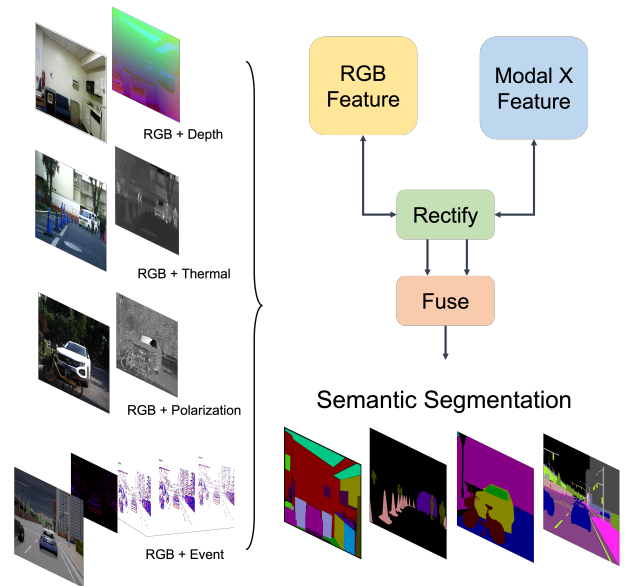 RGB + Depth
RGB + Thermal
RGB + Polarization
RGB + Event
RGB
Feature
Modal X
Feature
Rectify
Fuse
Semantic Segmentation